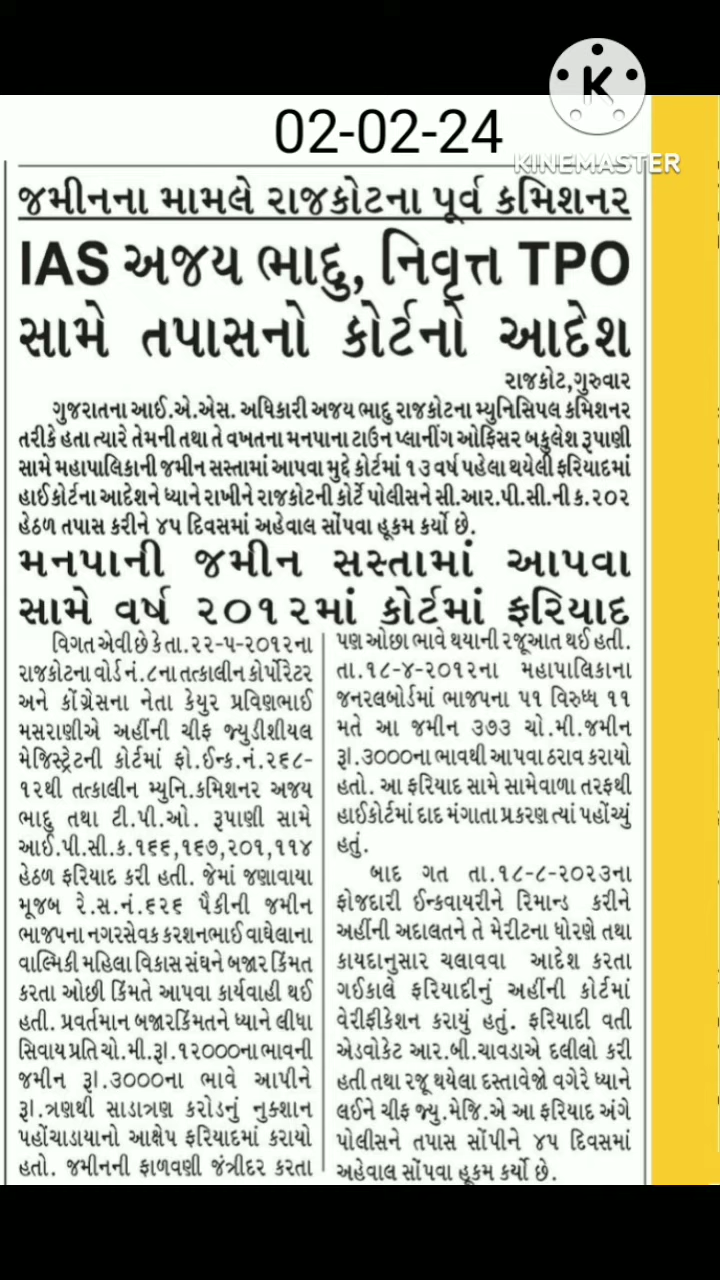 K
KINEMASTER
02-02-24
જમીનના મામલે રાજકોટના પૂર્વ કમિશનર
IAS અજય ભાદુ, નિવૃત્ત TPO
સામે તપાસનો કોર્ટનો આદેશ
રાજકોટ,ગુરુવાર
ગુજરાતના આઈ.એ.એસ. અધિકારી અજય ભાદુ રાજકોટના મ્યુનિસિપલ કમિશનર
તરીકે હતા ત્યારે તેમની તથા તે વખતના મનપાના ટાઉન પ્લાનીંગ ઓફિસર બકુલેશ રૂપાણી
સામે મહાપાલિકાની જમીન સસ્તામાં આપવા મુદ્દે કોર્ટમાં ૧૩ વર્ષ પહેલા થયેલી ફરિયાદમાં
હાઈકોર્ટના આદેશને ધ્યાને રાખીને રાજકોટની કોર્ટે પોલીસને સી.આર.પી.સી.ની ક.૨૦૨
હેઠળ તપાસ કરીને ૪૫ દિવસમાં અહેવાલ સોંપવા હૂકમ કર્યો છે.
મનપાની જમીન સસ્તામાં આપવા
સામે વર્ષ ૨૦૧૨માં કોર્ટમાં ફરિયાદ
વિગત એવી છે કે તા.૨૨-૫-૨૦૧૨ના
રાજકોટના વોર્ડ નં.૮ના તત્કાલીન કોર્પોરેટર
અને કોંગ્રેસના નેતા કેયુર પ્રવિણભાઈ
મસરાણીએ અહીંની ચીફ જ્યુડીશીયલ
મેજિસ્ટ્રેટની કોર્ટમાં ફો.ઈન્ક.નં.૨૬૮-
૧૨થી તત્કાલીન મ્યુનિ.કમિશનર અજય
ભાદુ તથા ટી.પી.ઓ. રૂપાણી સામે
આઈ.પી.સી.ક.૧૬૬,૧૬૭,૨૦૧,૧૧૪
હેઠળ ફરિયાદ કરી હતી. જેમાં જણાવાયા
મૂજબ રે.સ.નં.૬૨૬ પૈકીની જમીન
ભાજપના નગરસેવક કરશનભાઈ વાઘેલાના
વાલ્મિકી મહિલા વિકાસ સંઘને બજાર કિંમત
કરતા ઓછી કિંમતે આપવા કાર્યવાહી થઈ
હતી. પ્રવર્તમાન બજારકિંમતને ધ્યાને લીધા
સિવાય પ્રતિ ચો.મી.રૂ।.૧૨૦૦૦ના ભાવની
જમીન રૂ।.૩૦૦૦ના ભાવે આપીને
રૂ।.ત્રણથી સાડાત્રણ કરોડનું નુક્શાન
પહોંચાડાયાનો આક્ષેપ ફરિયાદમાં કરાયો
હતો. જમીનની ફાળવણી જંત્રીદર કરતા
પણ ઓછા ભાવે થયાની રજૂઆત થઈ હતી.
તા.૧૮-૪-૨૦૧૨ના મહાપાલિકાના
જનરલબોર્ડમાં ભાજપના ૫૧ વિરુધ્ધ ૧૧
મતે આ જમીન ૩૭૩ ચો.મી.જમીન
રૂ।.૩૦૦૦ના ભાવથી આપવા ઠરાવ કરાયો
હતો. આ ફરિયાદ સામે સામેવાળા તરફથી
હાઈકોર્ટમાં દાદ મંગાતા પ્રકરણ ત્યાં પહોંચ્યું
હતું.
બાદ ગત તા.૧૮-૮-૨૦૨૩ના
ફોજદારી ઈન્કવાયરીને રિમાન્ડ કરીને
અહીંની અદાલતને તે મેરીટના ધોરણે તથા
કાયદાનુસાર ચલાવવા આદેશ કરતા
ગઈકાલે ફરિયાદીનું અહીંની કોર્ટમાં
વેરીફીકેશન કરાયું હતું. ફરિયાદી વતી
એડવોકેટ આર.બી.ચાવડાએ દલીલો કરી
હતી તથા રજૂ થયેલા દસ્તાવેજો વગેરે ધ્યાને
લઈને ચીફ જ્યુ.મેજિ.એ આ ફરિયાદ અંગે
પોલીસને તપાસ સોંપીને ૪૫ દિવસમાં
અહેવાલ સોંપવા હૂકમ કર્યો છે.